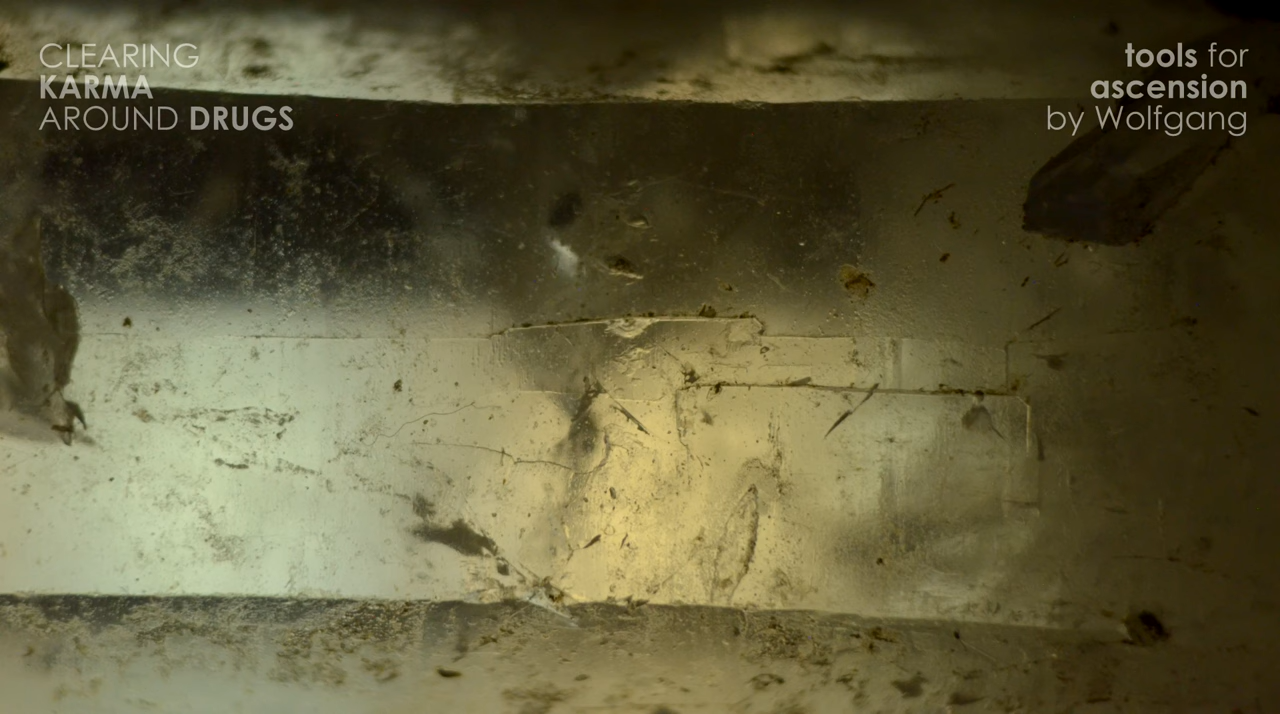 CLEARING
KARMA
AROUND DRUGS
tools for
ascension
by Wolfgang